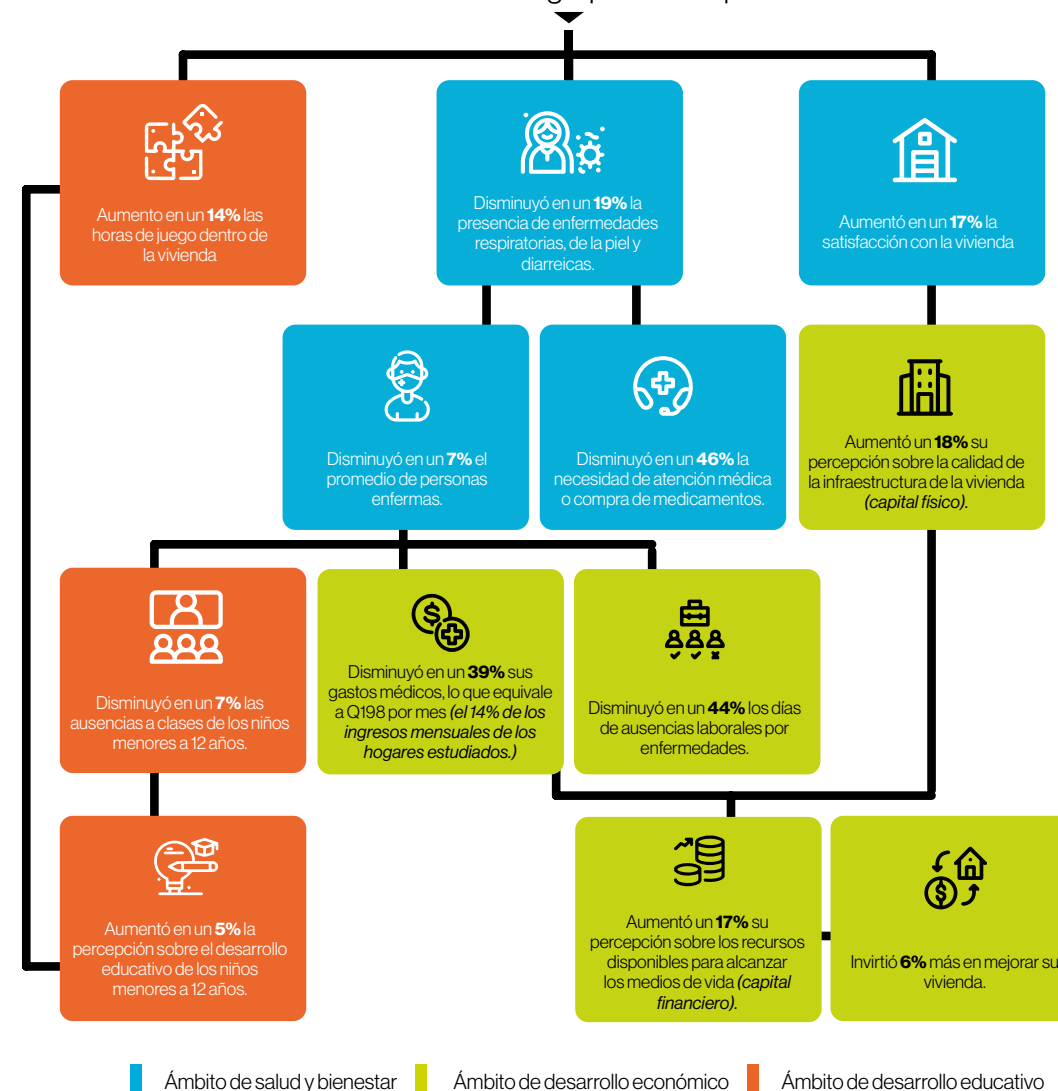 Aumento en un 14% las
horas de juego dentro de
la vivienda
Disminuyó en un 19% la
presencia de enfermedades
respiratorias, de la piel y
diarreicas.
Aumentó en un 17% la
satisfacción con la vivienda
Disminuyó en un 7% el
promedio de personas
enfermas.
Disminuyó en un 46% la
necesidad de atención médica
o compra de medicamentos.
Aumentó un 18% su
percepción sobre la calidad de
la infraestructura de la vivienda
(capital físico).
Disminuyó en un 7% las
ausencias a clases de los niños
menores a 12 años.
Disminuyó en un 39% sus
gastos médicos, lo que equivale
a Q198 por mes (el 14% de los
ingresos mensuales de los
hogares estudiados.)
Disminuyó en un 44% los días
de ausencias laborales por
enfermedades.
Aumentó en un 5% la
percepción sobre el desarrollo
educativo de los niños
menores a 12 años.
Aumentó un 17% su
percepción sobre los recursos
disponibles para alcanzar
los medios de vida (capital
financiero).
Invirtió 6% más en mejorar su
vivienda.
Ámbito de salud y bienestar
Ámbito de desarrollo económico
Ámbito de desarrollo educativo